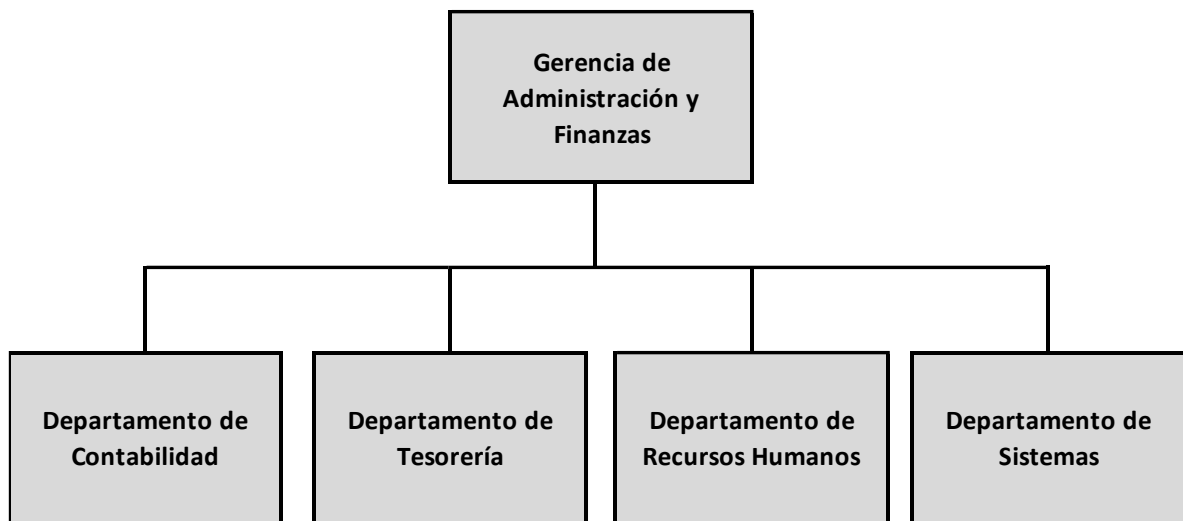 Gerencia de
Administración y
Finanzas
Departamento de
Contabilidad
Departamento de
Tesorería
Departamento de
Recursos Humanos
Departamento de
Sistemas